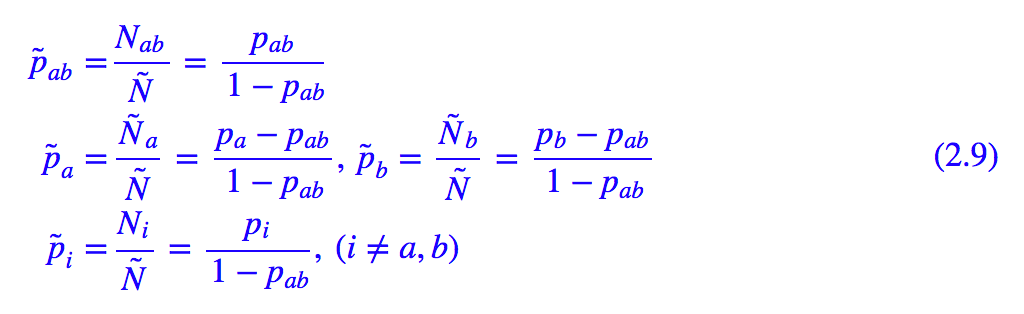 p̃_ab = N_ab / Ñ = p_ab / (1 − p_ab)
p̃_a = Ñ_a / Ñ = (p_a − p_ab) / (1 − p_ab), p̃_b = Ñ_b / Ñ = (p_b − p_ab) / (1 − p_ab) (2.9)
p̃_i = N_i / Ñ = p_i / (1 − p_ab), (i ≠ a, b)